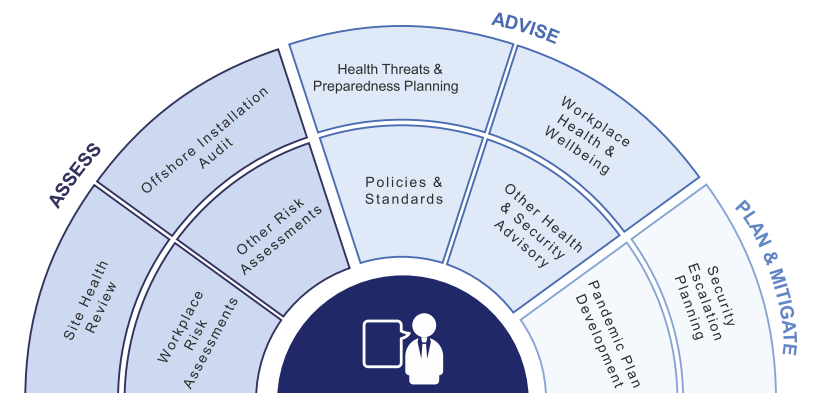 ASSESS
Site Health
Review
Offshore Installation
Audit
Workplace
Risk
Assessments
Other Risk
Assessments
ADVISE
Health Threats &
Preparedness Planning
Workplace
Health &
Wellbeing
Policies &
Standards
Other Health
& Security
Advisory
PLAN & MITIGATE
Security
Escalation
Planning
Pandemic Plan
Development